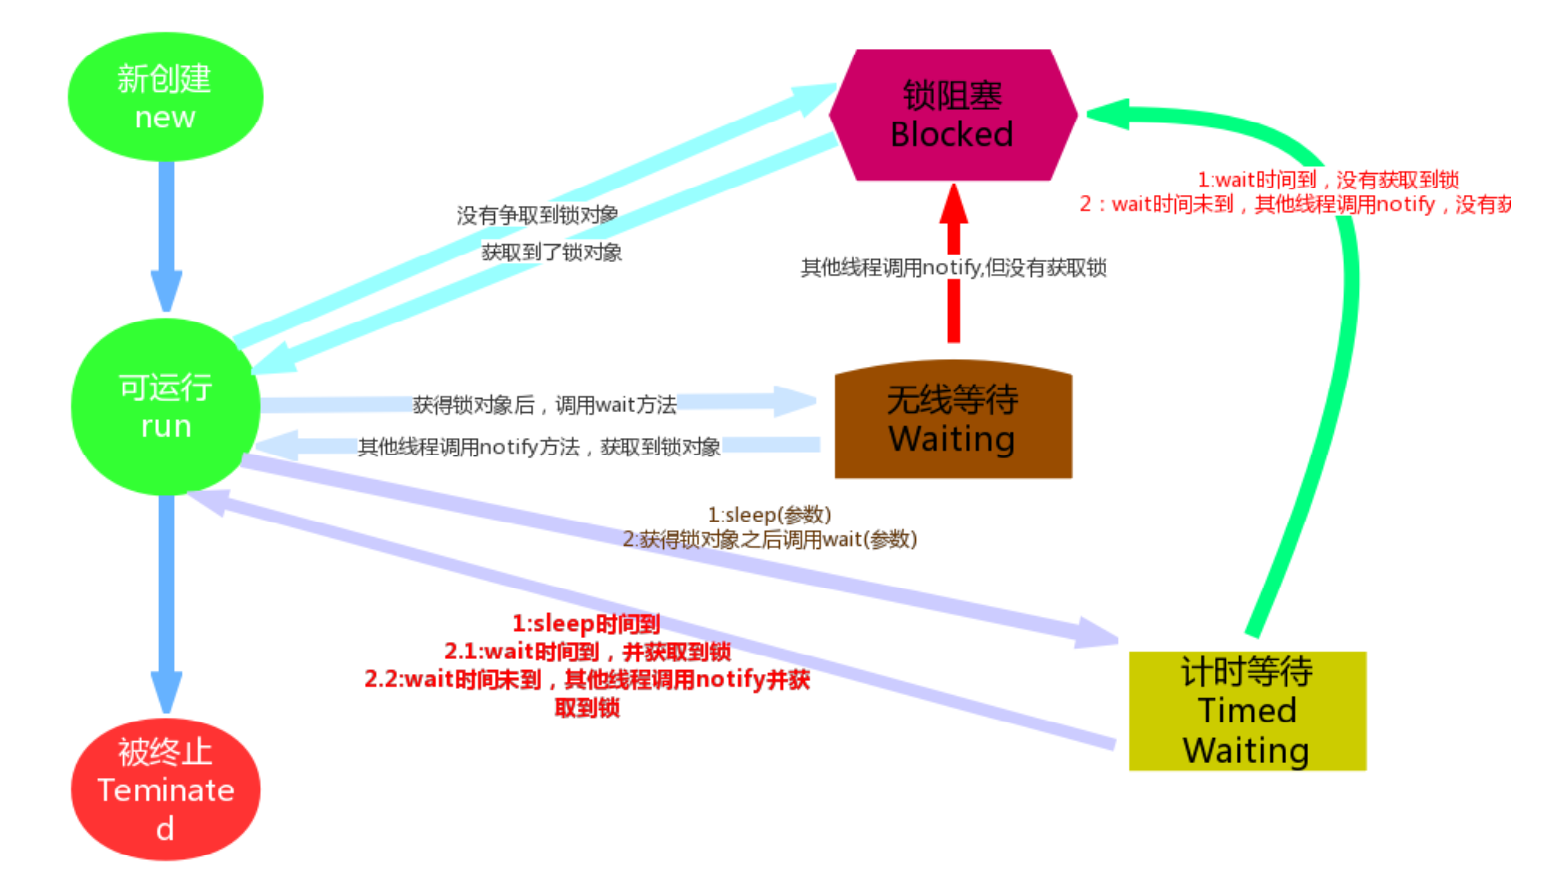 新创建
new
锁阻塞
Blocked
1:wait时间到，没有获取到锁
2：wait时间未到，其他线程调用notify，没有
没有争取到锁对象
获取到了锁对象
其他线程调用notify,但没有获取锁
可运行
run
获得锁对象后，调用wait方法
其他线程调用notify方法，获取到锁对象
无线等待
Waiting
1:sleep(参数)
2:获得锁对象之后调用wait(参数)
1:sleep时间到
2.1:wait时间到，并获取到锁
2.2:wait时间未到，其他线程调用notify并获
取到锁
计时等待
Timed
Waiting
被终止
Teminate
d